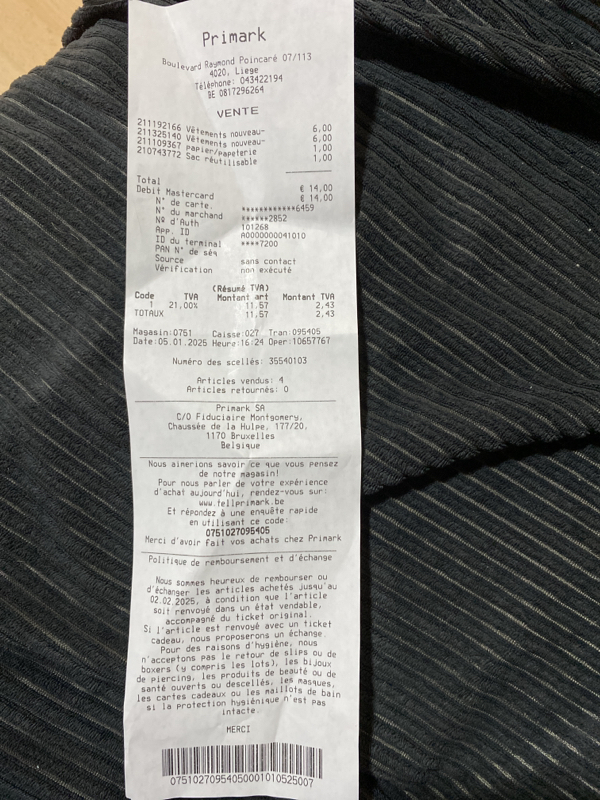 Primark
Boulevard Raymond Poincaré 07/113
4020, Liege
Téléphone: 043422194
BE 0817296264
VENTE
211192166 Vêtements nouveau- 6,00
211325140 Vêtements nouveau- 6,00
211109367 papier/papeterie 1,00
210743772 Sac réutilisable 1,00
Total € 14,00
Debit Mastercard € 14,00
N° de carte. ************6459
N° du marchand ******2852
Nº d'Auth 101268
App. ID A0000000041010
ID du terminal ****7200
PAN N° de séq
Source sans contact
Vérification non exécuté
(Résumé TVA)
Code TVA Montant art Montant TVA
1 21,00% 11,57 2,43
TOTAUX 11,57 2,43
Magasin:0751 Caisse:027 Tran:095405
Date:05.01.2025 Heure:16:24 Oper:10657767
Numéro des scellés: 35540103
Articles vendus: 4
Articles retournés: 0
Primark SA
C/O Fiduciaire Montgomery,
Chaussée de la Hulpe, 177/20,
1170 Bruxelles
Belgique
Nous aimerions savoir ce que vous pensez
de notre magasin!
Pour nous parler de votre expérience
d'achat aujourd'hui, rendez-vous sur:
www.tellprimark.be
Et répondez à une enquête rapide
en utilisant ce code:
0751027095405
Merci d'avoir fait vos achats chez Primark
Politique de remboursement et d'échange
Nous sommes heureux de rembourser ou
d'échanger les articles achetés jusqu'au
02.02.2025, à condition que l'article
soit renvoyé dans un état vendable,
accompagné du ticket original.
Si l'article est renvoyé avec un ticket
cadeau, nous proposerons un échange.
Pour des raisons d'hygiène, nous
n'acceptons pas le retour de slips ou de
boxers (y compris les lots), les bijoux
de piercing, les produits de beauté ou de
santé ouverts ou descellés, les masques,
les cartes cadeaux ou les maillots de bain
si la protection hygiénique n'est pas
intacte
MERCI
07510270954050001010525007